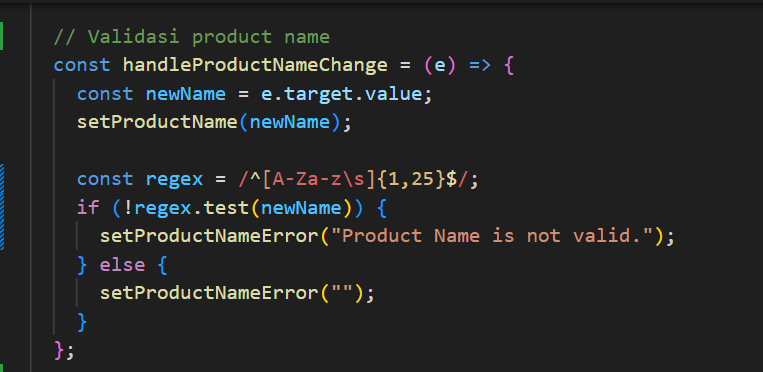 // Validasi product name
const handleProductNameChange = (e) => {
const newName = e.target.value;
setProductName(newName);
const regex = /^[A-Za-z\s]{1,25}$/;
if (!regex.test(newName)) {
setProductNameError("Product Name is not valid.");
} else {
setProductNameError("");
}
};